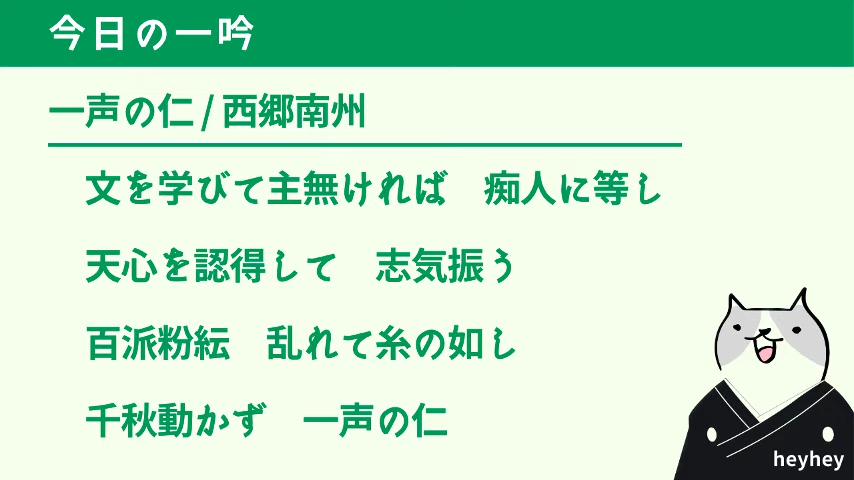 今日の一吟
一声の仁/西郷南州
文を学びて主無ければ　痴人に等し
天心を認得して　志気振う
百派粉紜　乱れて糸の如し
千秋動かず　一声の仁
heyhey